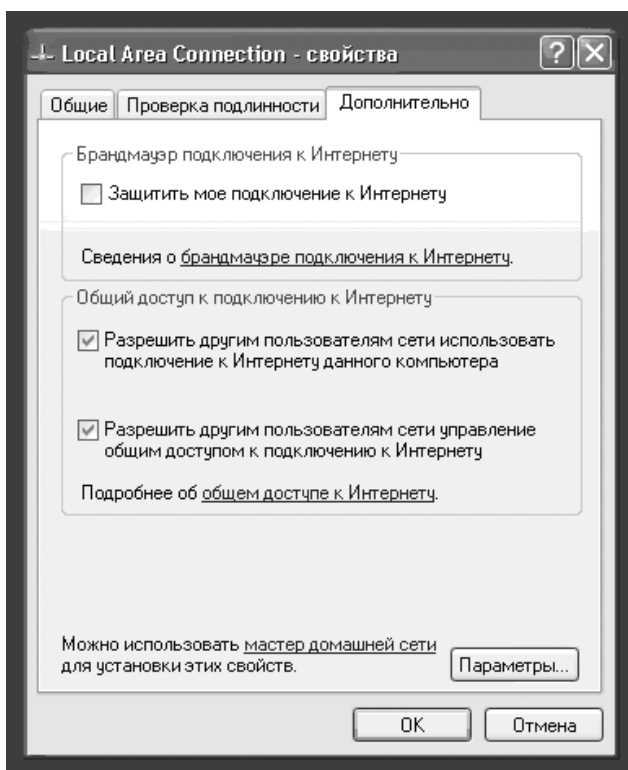 Local Area Connection - свойства
Общие
Проверка подлинности
Дополнительно
Брандмауэр подключения к Интернету
Защитить мое подключение к Интернету
Сведения о брандмауэре подключения к Интернету.
Общий доступ к подключению к Интернету
Разрешить другим пользователям сети использовать
подключение к Интернету данного компьютера
Разрешить другим пользователям сети управление
общим доступом к подключению к Интернету
Подробнее об общем доступе к Интернету.
Можно использовать мастер домашней сети
для установки этих свойств.
Параметры...
OK
Отмена